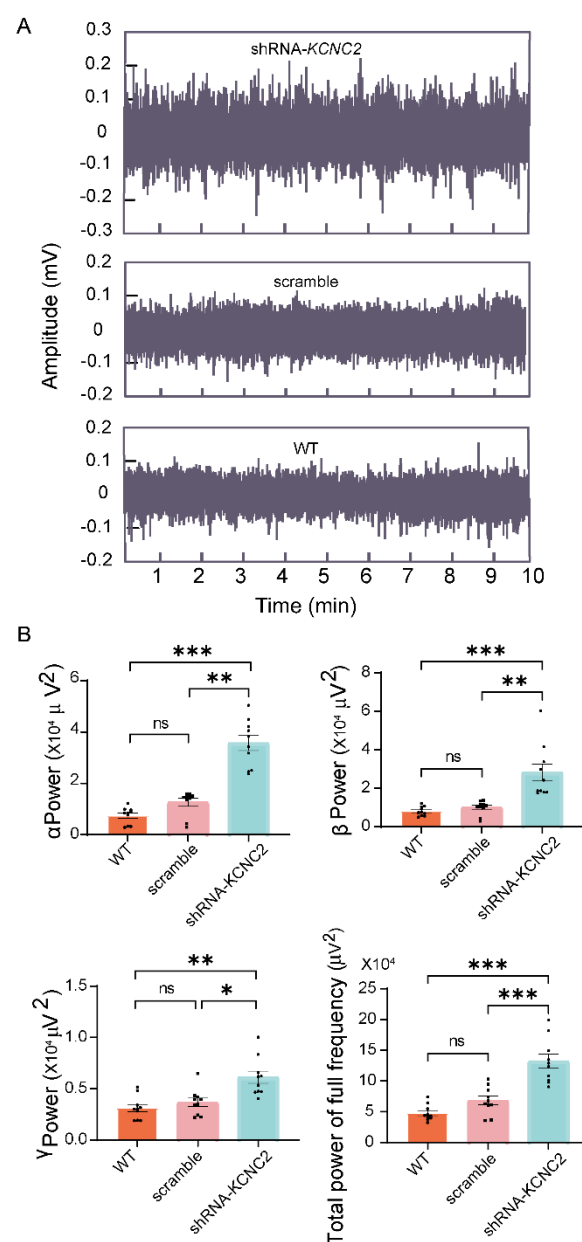 A
Amplitude (mV)
shRNA-KCNC2
0.3
0.2
0.1
0
-0.1
-0.2
-0.3
scramble
0.2
0.1
0
-0.1
-0.2
WT
0.2
0.1
0
-0.1
-0.2
1 2 3 4 5 6 7 8 9 10
Time (min)
B
αPower (X10⁴ μ V²)
6
4
2
0
***
**
ns
WT
scramble
shRNA-KCNC2
β Power (X10⁴ μV²)
8
6
4
2
0
***
**
ns
WT
scramble
shRNA-KCNC2
γPower (X10⁴μV²)
1.5
1.0
0.5
0.0
**
ns
*
WT
scramble
shRNA-KCNC2
Total power of full frequency (μV²)
X10⁴
25
20
15
10
5
0
***
***
ns
WT
scramble
shRNA-KCNC2